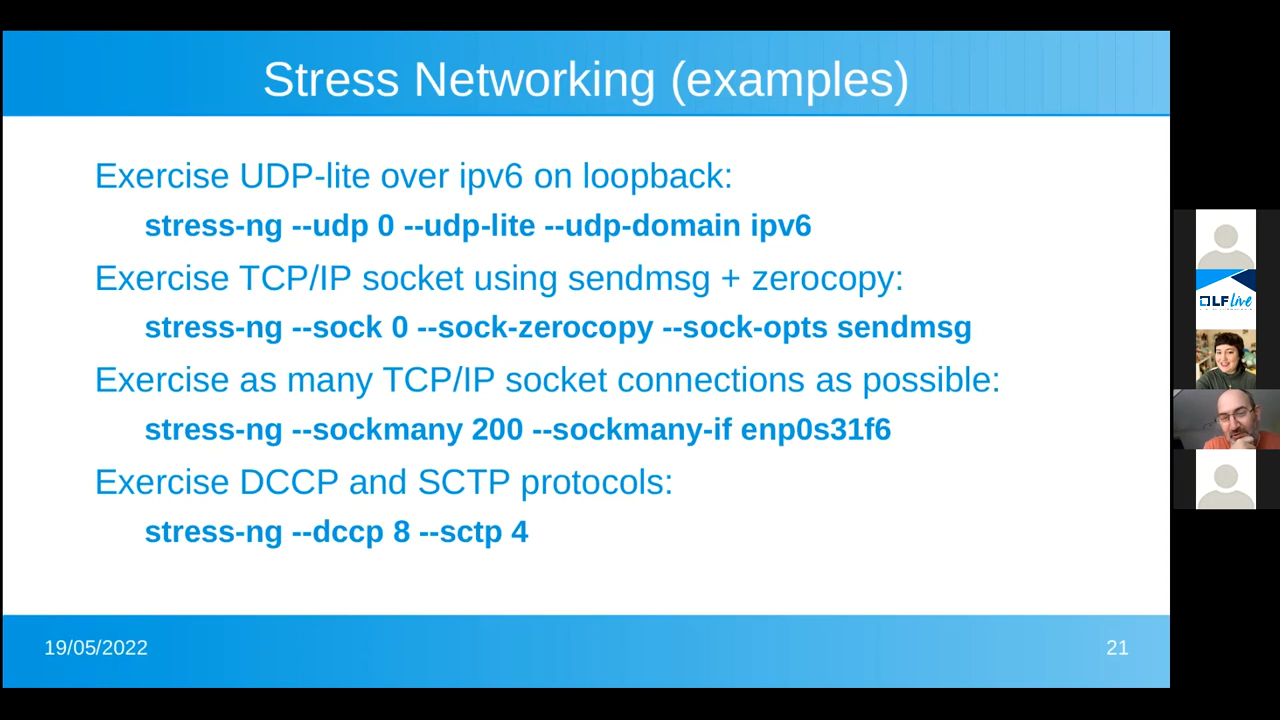 Stress Networking (examples)
Exercise UDP-lite over ipv6 on loopback:
stress-ng --udp 0 --udp-lite --udp-domain ipv6
Exercise TCP/IP socket using sendmsg + zerocopy:
stress-ng --sock 0 --sock-zerocopy --sock-opts sendmsg
Exercise as many TCP/IP socket connections as possible:
stress-ng --sockmany 200 --sockmany-if enp0s31f6
Exercise DCCP and SCTP protocols:
stress-ng --dccp 8 --sctp 4
19/05/2022
21
LF Live